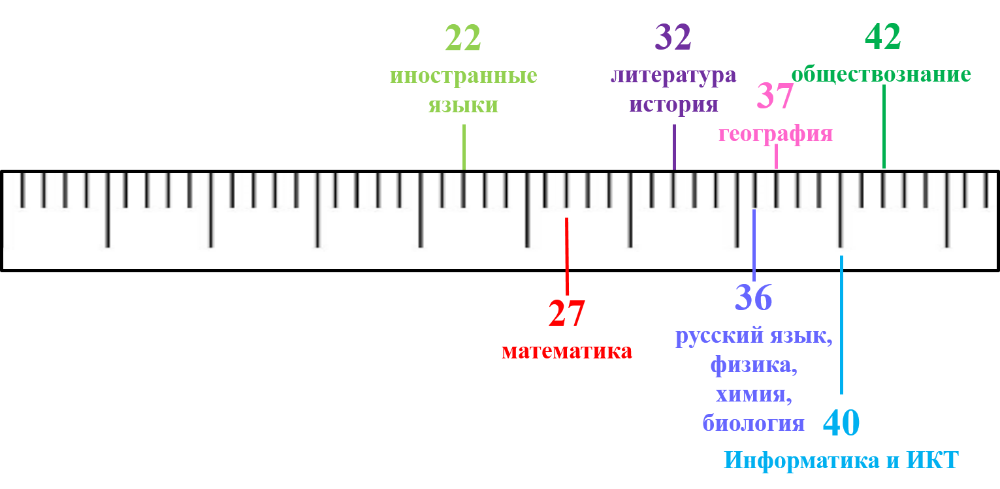 22
иностранные
языки
32
литература
история
37
география
42
обществознание
27
математика
36
русский язык,
физика,
химия,
биология
40
Информатика и ИКТ